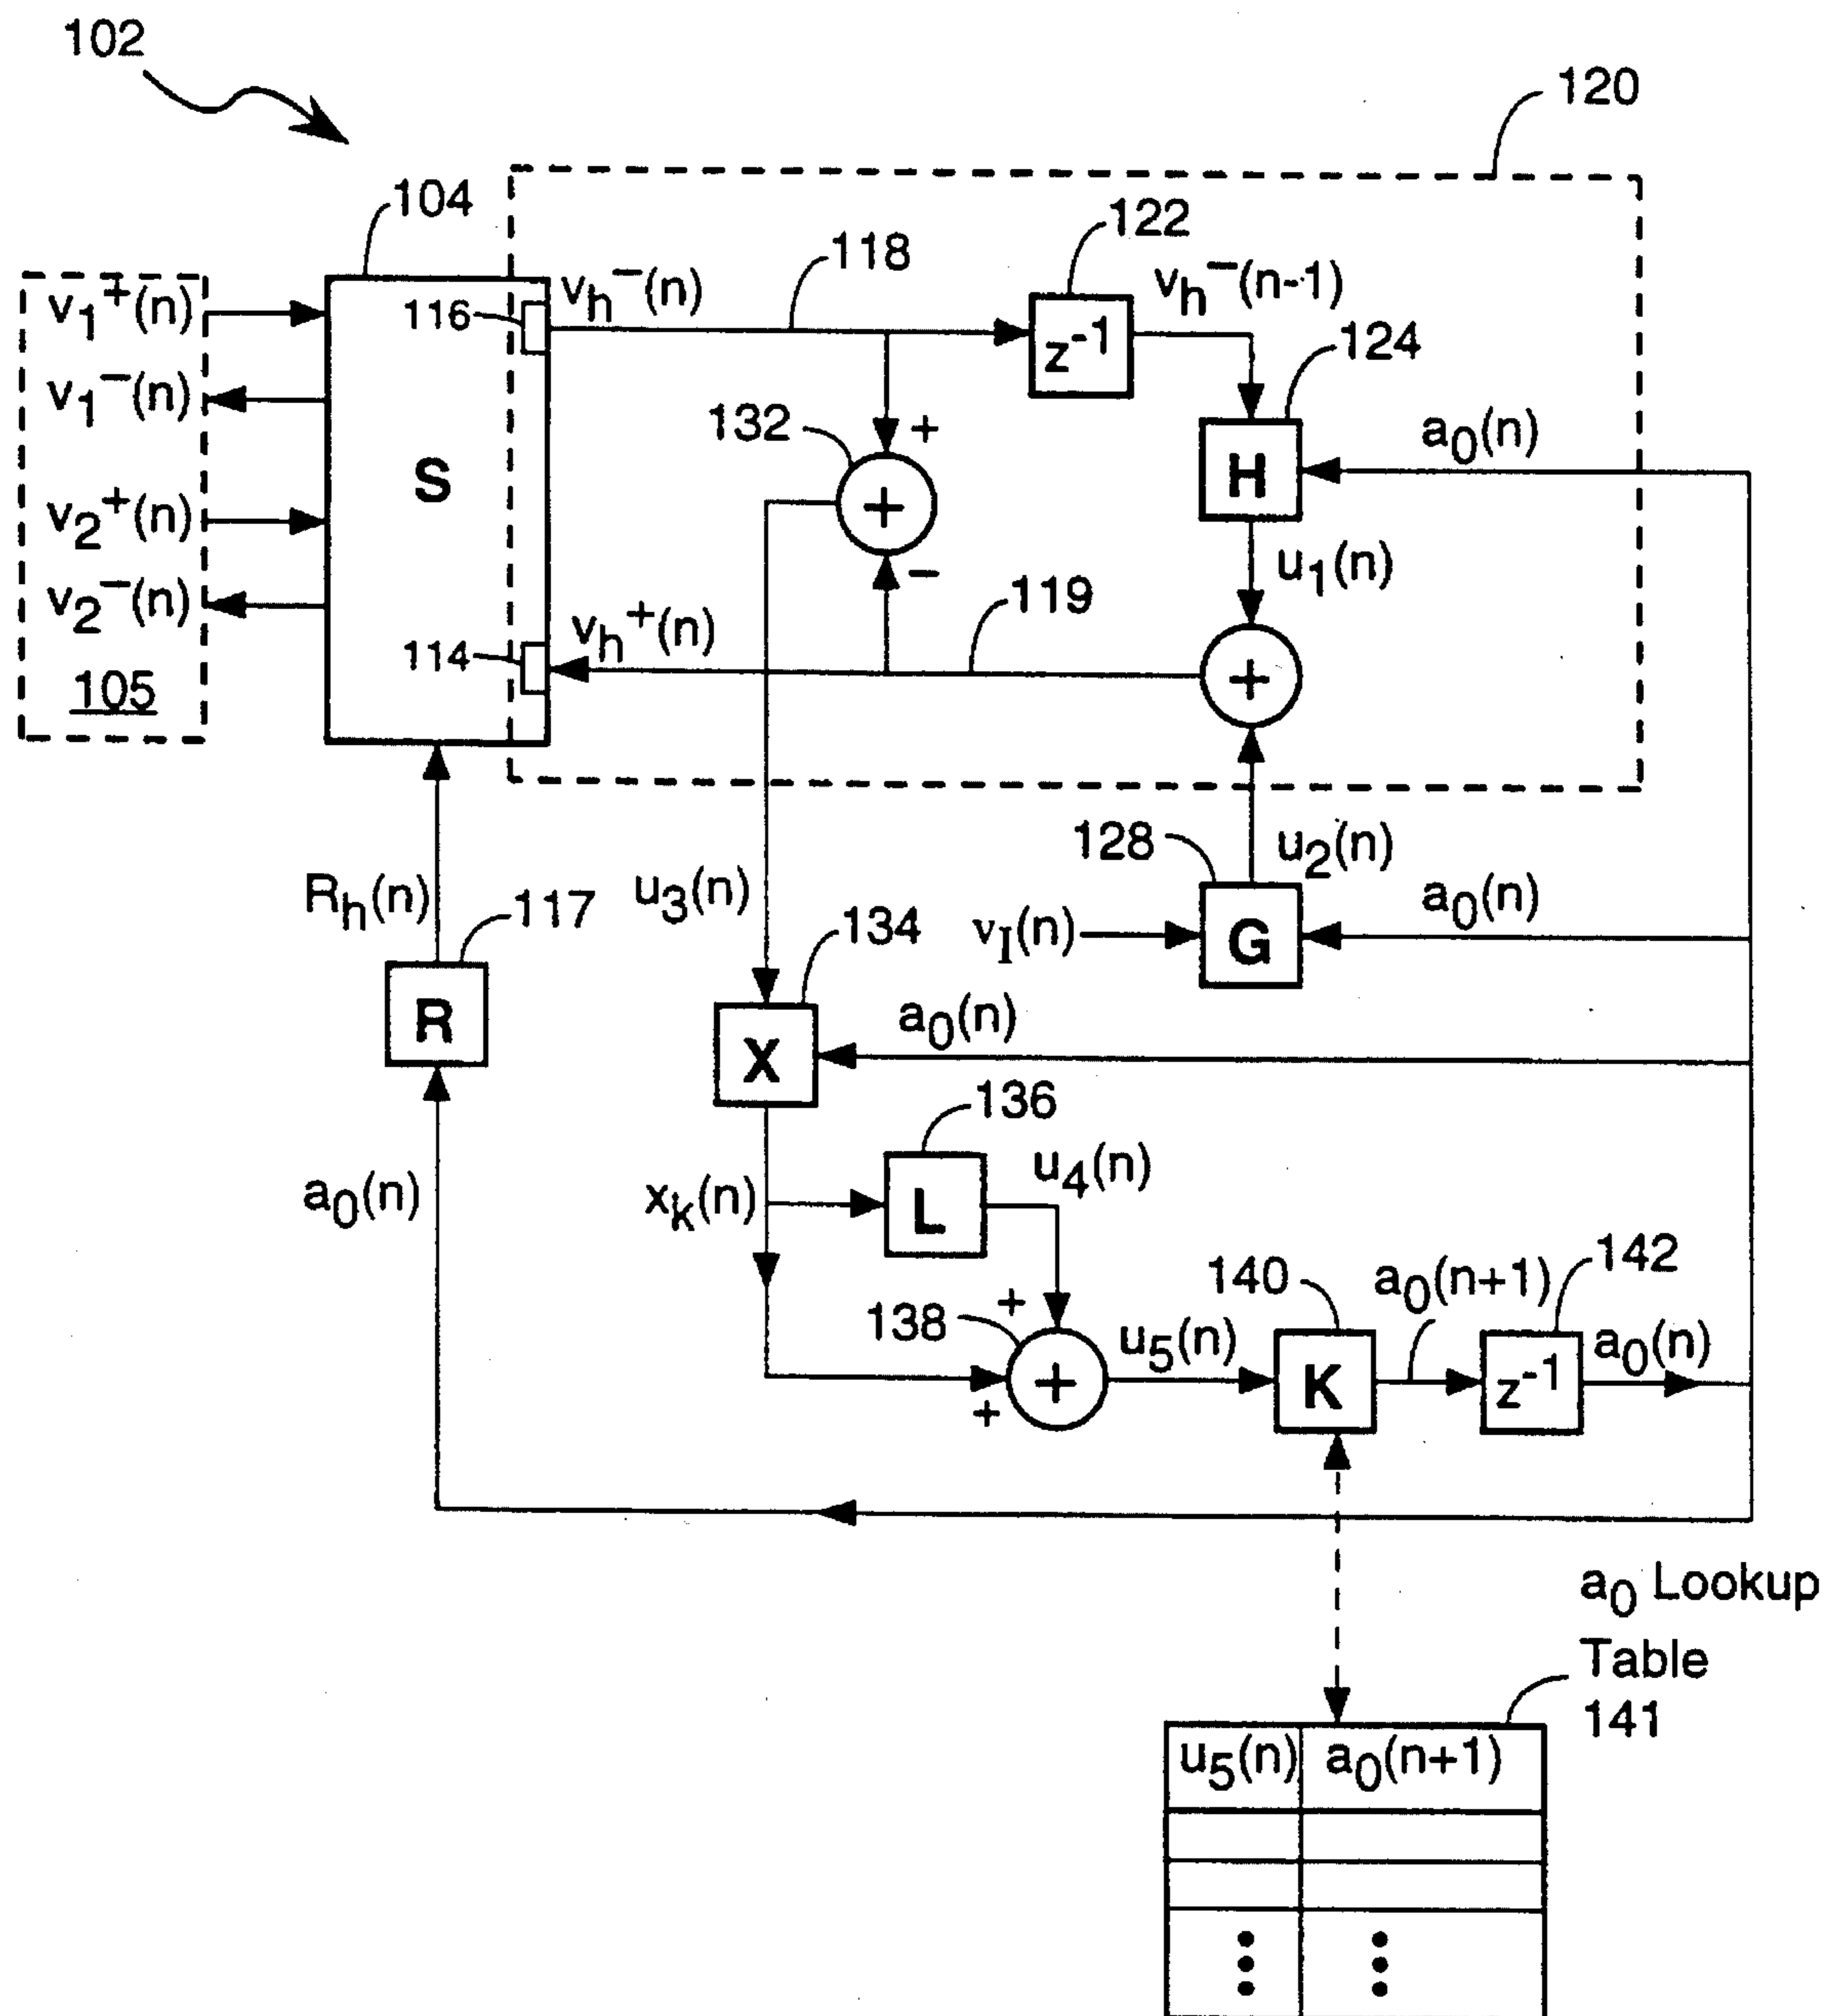 102
120
104
122
v1+(n)
116
vh−(n)
118
z-1
vh−(n-1)
124
v1−(n)
132
+
a0(n)
S
+
H
v2+(n)
−
u1(n)
v2−(n)
119
114
vh+(n)
+
105
128
u2(n)
Rh(n)
117
u3(n)
134
vI(n)
G
a0(n)
R
X
a0(n)
136
a0(n)
xk(n)
L
u4(n)
140
a0(n+1)
142
138
+
+
+
u5(n)
K
z-1
a0(n)
a0 Lookup
Table
141
u5(n) a0(n+1)